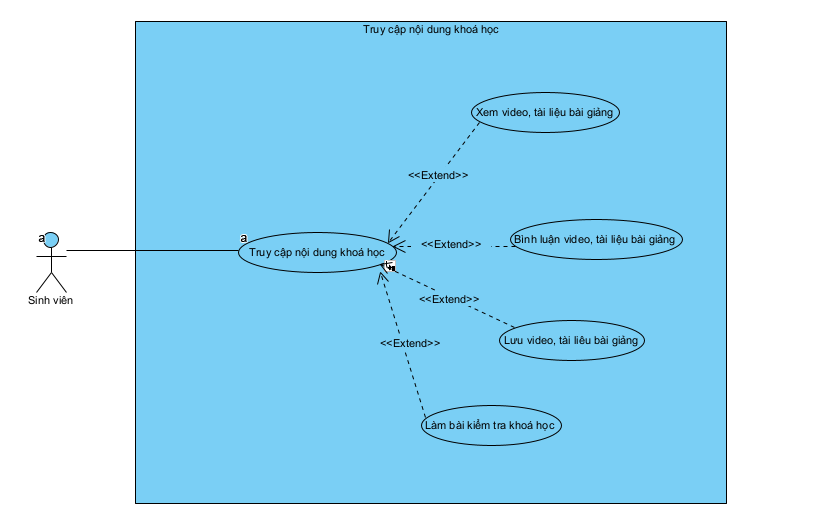 Truy cập nội dung khoá học
Xem video, tài liệu bài giảng
<<Extend>>
a
a
Bình luận video, tài liệu bài giảng
<<Extend>>
Truy cập nội dung khoá học
Sinh viên
<<Extend>>
Lưu video, tài liêu bài giảng
<<Extend>>
Làm bài kiểm tra khoá học